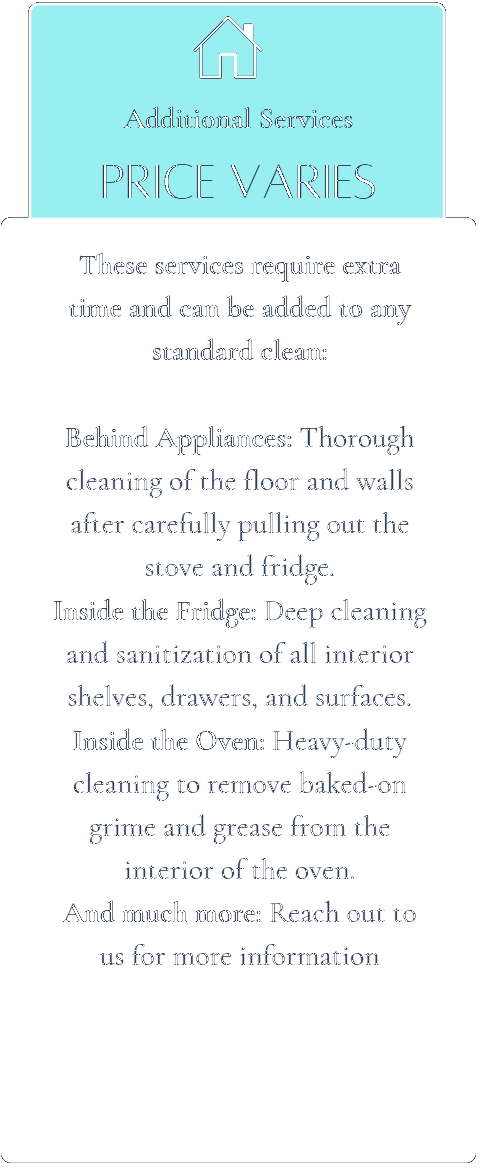 Additional Services
PRICE VARIES
These services require extra
time and can be added to any
standard clean:
Behind Appliances: Thorough
cleaning of the floor and walls
after carefully pulling out the
stove and fridge.
Inside the Fridge: Deep cleaning
and sanitization of all interior
shelves, drawers, and surfaces.
Inside the Oven: Heavy-duty
cleaning to remove baked-on
grime and grease from the
interior of the oven.
And much more: Reach out to
us for more information